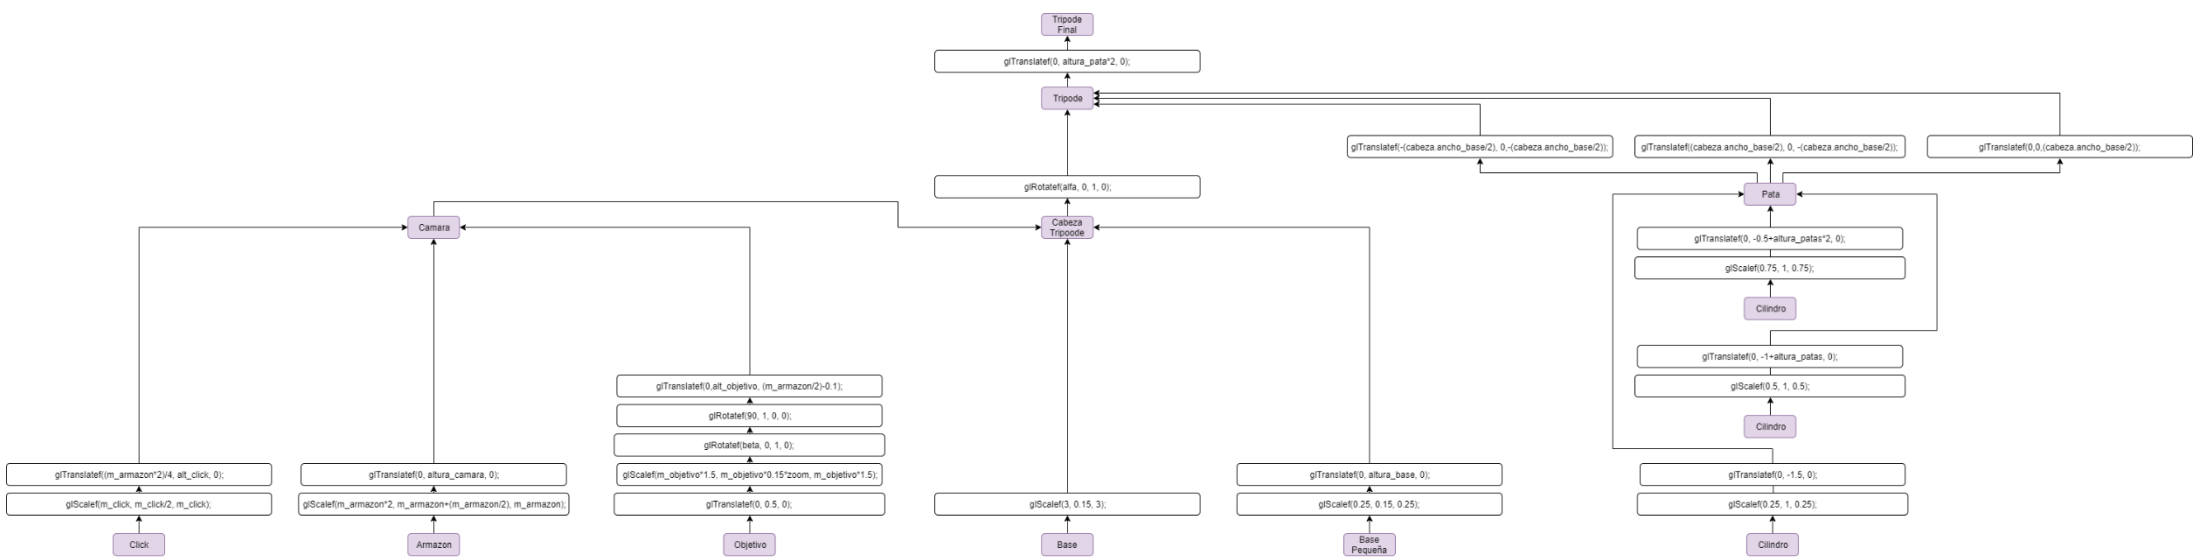 Tripode
Final
glTranslatef(0, altura_pata*2, 0);
Tripode
glTranslatef(-(cabeza.ancho_base/2), 0,-(cabeza.ancho_base/2));
glTranslatef((cabeza.ancho_base/2), 0, -(cabeza.ancho_base/2));
glTranslatef(0,0,(cabeza.ancho_base/2));
glRotatef(alfa, 0, 1, 0);
Pata
Camara
Cabeza
Tripoode
glTranslatef(0, -0.5+altura_patas*2, 0);
glScalef(0.75, 1, 0.75);
Cilindro
glTranslatef(0, -1+altura_patas, 0);
glScalef(0.5, 1, 0.5);
Cilindro
glTranslatef(0,alt_objetivo, (m_armazon/2)-0.1);
glRotatef(90, 1, 0, 0);
glRotatef(beta, 0, 1, 0);
glTranslatef((m_armazon*2)/4, alt_click, 0);
glTranslatef(0, altura_camara, 0);
glScalef(m_objetivo*1.5, m_objetivo*0.15*zoom, m_objetivo*1.5);
glTranslatef(0, altura_base, 0);
glTranslatef(0, -1.5, 0);
glScalef(m_click, m_click/2, m_click);
glScalef(m_armazon*2, m_armazon+(m_armazon/2), m_armazon);
glTranslatef(0, 0.5, 0);
glScalef(3, 0.15, 3);
glScalef(0.25, 0.15, 0.25);
glScalef(0.25, 1, 0.25);
Click
Armazon
Objetivo
Base
Base
Pequeña
Cilindro